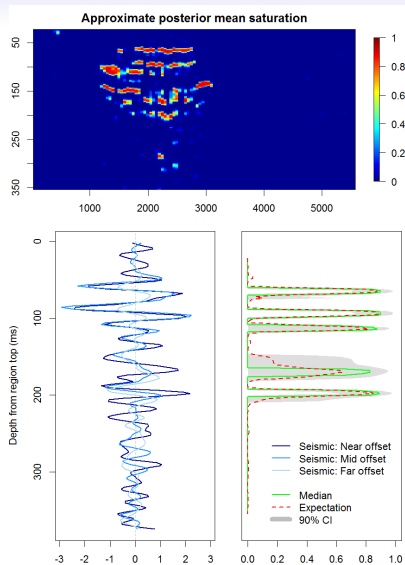 Approximate posterior mean saturation
50
150
250
350
1000 2000 3000 4000 5000
1
0.8
0.6
0.4
0.2
0
Depth from region top (ms)
0
100
200
300
-3 -2 -1 0 1 2 3
Seismic: Near offset
Seismic: Mid offset
Seismic: Far offset
Median
Expectation
90% CI
0.0 0.2 0.4 0.6 0.8 1.0